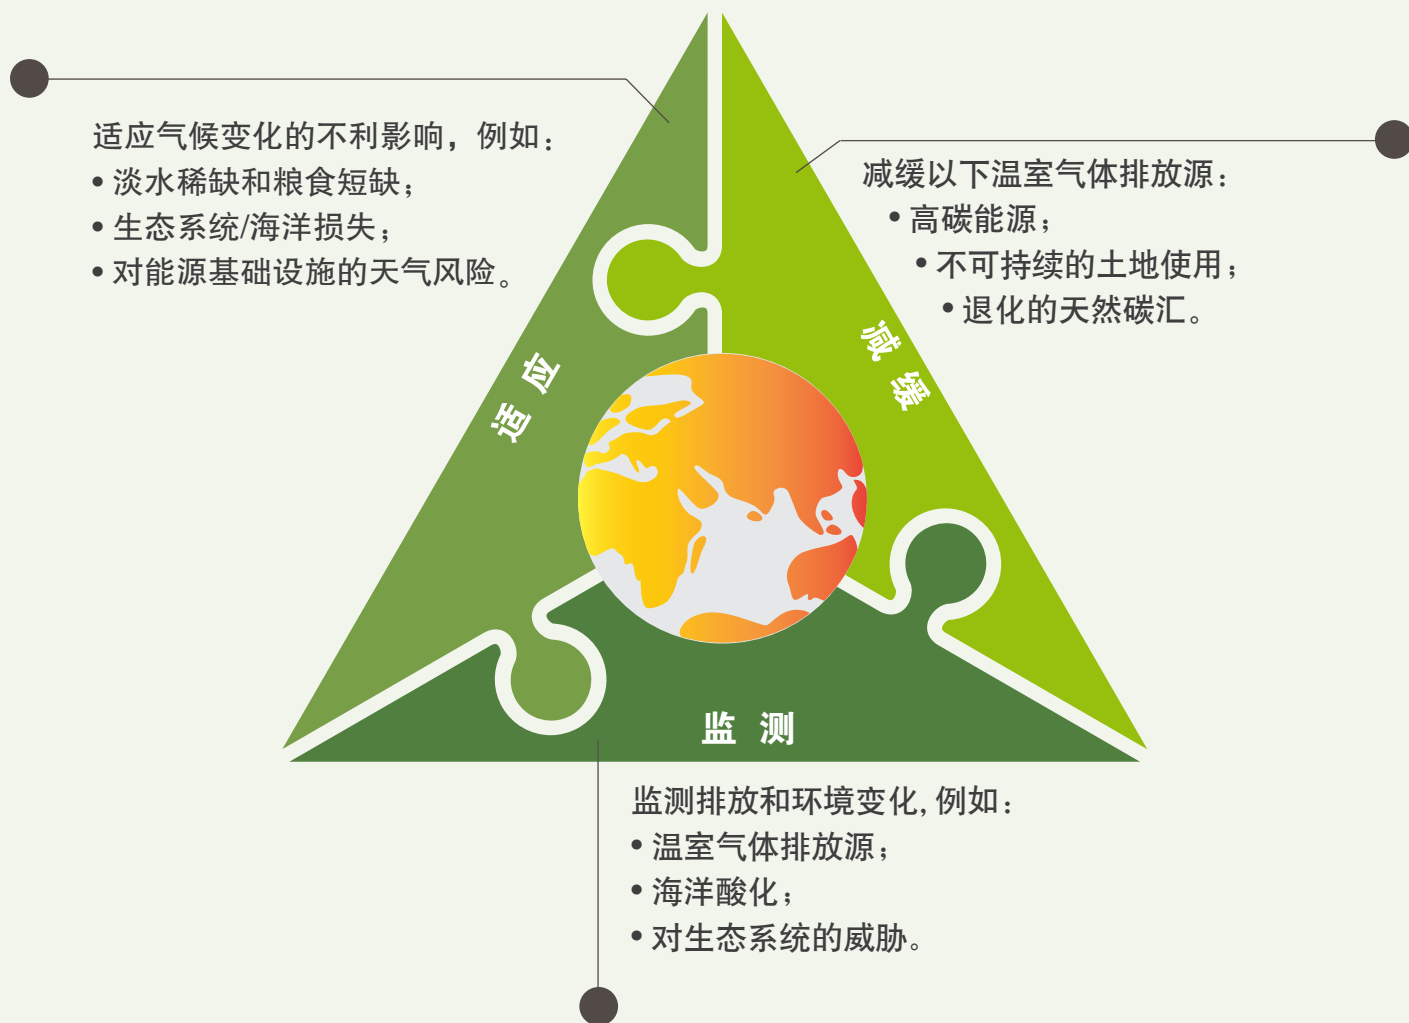 适应气候变化的不利影响，例如：
• 淡水稀缺和粮食短缺；
• 生态系统/海洋损失；
• 对能源基础设施的天气风险。
减缓以下温室气体排放源：
• 高碳能源；
• 不可持续的土地使用；
• 退化的天然碳汇。
适应
减缓
监测
监测排放和环境变化, 例如：
• 温室气体排放源；
• 海洋酸化；
• 对生态系统的威胁。